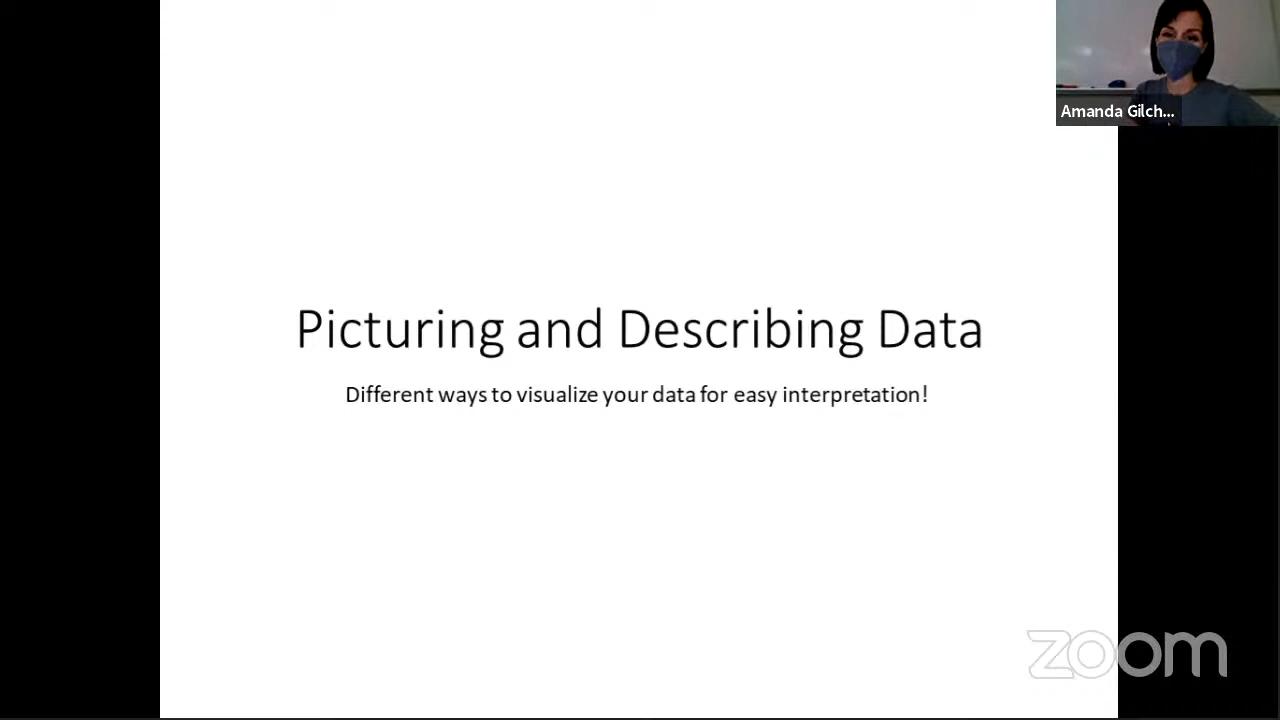 Amanda Gilch...
Picturing and Describing Data
Different ways to visualize your data for easy interpretation!
zoom